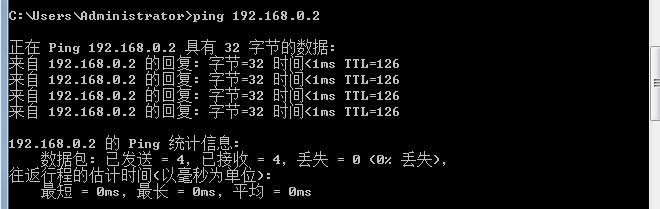 C:\Users\Administrator>ping 192.168.0.2
正在 Ping 192.168.0.2 具有 32 字节的数据:
来自 192.168.0.2 的回复: 字节=32 时间<1ms TTL=126
来自 192.168.0.2 的回复: 字节=32 时间<1ms TTL=126
来自 192.168.0.2 的回复: 字节=32 时间<1ms TTL=126
来自 192.168.0.2 的回复: 字节=32 时间<1ms TTL=126
192.168.0.2 的 Ping 统计信息:
数据包: 已发送 = 4, 已接收 = 4, 丢失 = 0 (0% 丢失),
往返行程的估计时间(以毫秒为单位):
最短 = 0ms, 最长 = 0ms, 平均 = 0ms